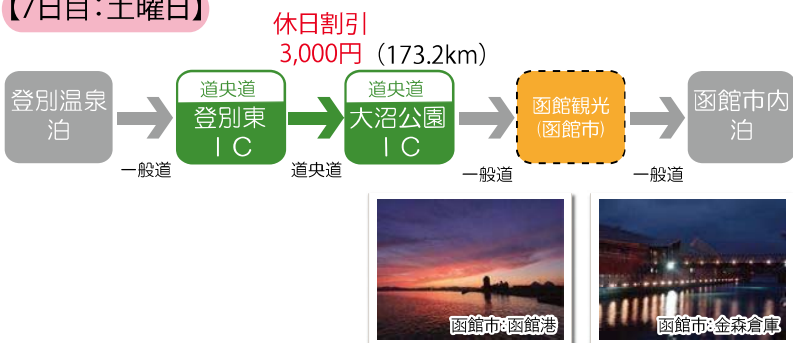 【7日目:土曜日】
休日割引
3,000円(173.2km)
登別温泉
泊
一般道
道央道
登別東
IC
道央道
道央道
大沼公園
IC
一般道
函館観光
(函館市)
一般道
函館市内
泊
函館市:函館港
函館市:金森倉庫